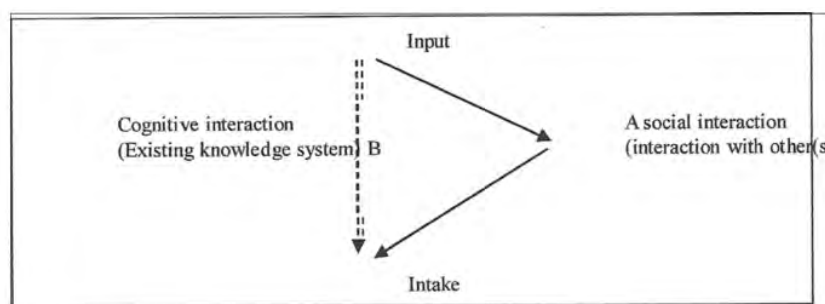 Input
Cognitive interaction
(Existing knowledge system) B
A social interaction
(interaction with other(s
Intake